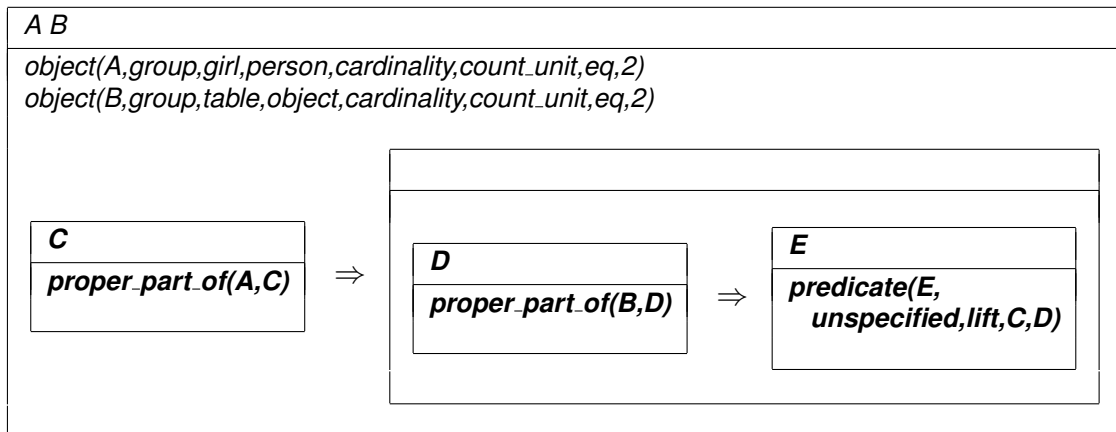 A B
object(A,group,girl,person,cardinality,count_unit,eq,2)
object(B,group,table,object,cardinality,count_unit,eq,2)
C
proper_part_of(A,C)
⇒
D
proper_part_of(B,D)
⇒
E
predicate(E,
unspecified,lift,C,D)